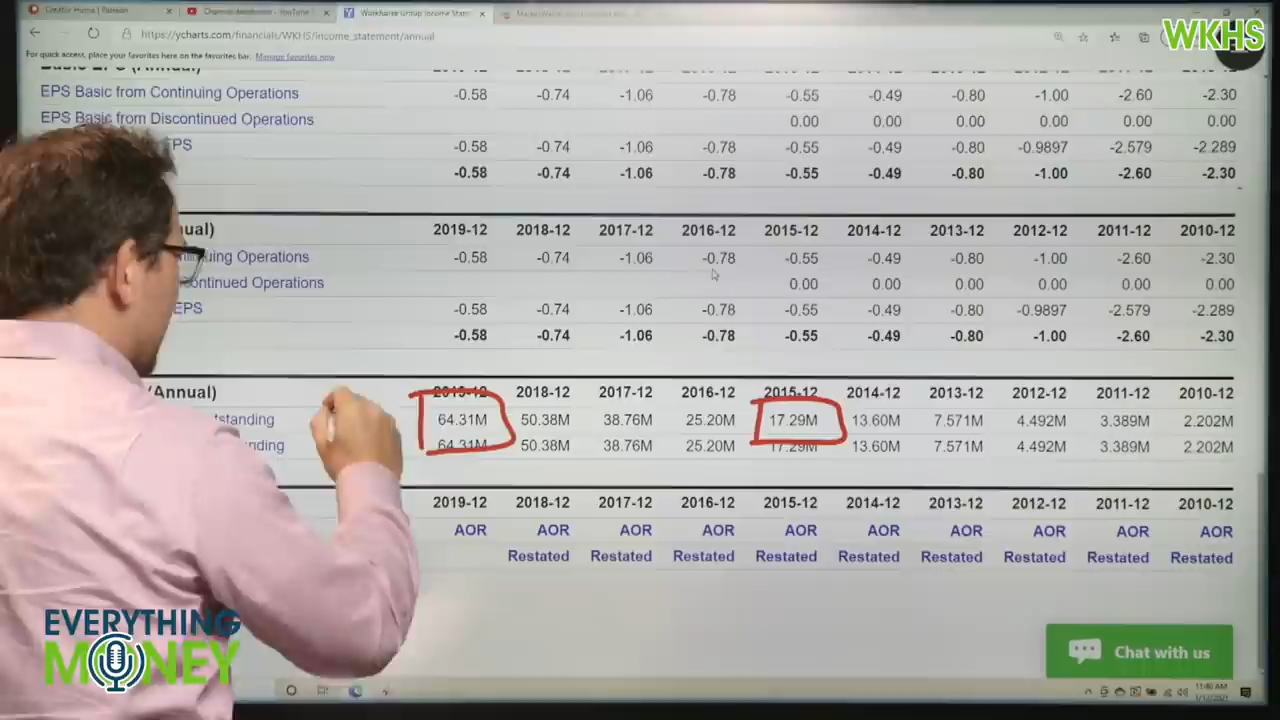 Creator Home | Patreon
WKHS
https://ycharts.com/financials/WKHS/income_statement/annual
For quick access, place your favorites here on the favorites bar. Manage favorites now
EPS Basic from Continuing Operations -0.58 -0.74 -1.06 -0.78 -0.55 -0.49 -0.80 -1.00 -2.60 -2.30
EPS Basic from Discontinued Operations 0.00 0.00 0.00 0.00 0.00 0.00
EPS -0.58 -0.74 -1.06 -0.78 -0.55 -0.49 -0.80 -0.9897 -2.579 -2.289
-0.58 -0.74 -1.06 -0.78 -0.55 -0.49 -0.80 -1.00 -2.60 -2.30
ual) 2019-12 2018-12 2017-12 2016-12 2015-12 2014-12 2013-12 2012-12 2011-12 2010-12
tinuing Operations -0.58 -0.74 -1.06 -0.78 -0.55 -0.49 -0.80 -1.00 -2.60 -2.30
continued Operations 0.00 0.00 0.00 0.00 0.00 0.00
EPS -0.58 -0.74 -1.06 -0.78 -0.55 -0.49 -0.80 -0.9897 -2.579 -2.289
-0.58 -0.74 -1.06 -0.78 -0.55 -0.49 -0.80 -1.00 -2.60 -2.30
(Annual) 2019-12 2018-12 2017-12 2016-12 2015-12 2014-12 2013-12 2012-12 2011-12 2010-12
tstanding 64.31M 50.38M 38.76M 25.20M 17.29M 13.60M 7.571M 4.492M 3.389M 2.202M
nding 64.31M 50.38M 38.76M 25.20M 17.29M 13.60M 7.571M 4.492M 3.389M 2.202M
2019-12 2018-12 2017-12 2016-12 2015-12 2014-12 2013-12 2012-12 2011-12 2010-12
AOR AOR AOR AOR AOR AOR AOR AOR AOR AOR
Restated Restated Restated Restated Restated Restated Restated Restated Restated
EVERYTHING
MONEY
Chat with us
11:40 AM